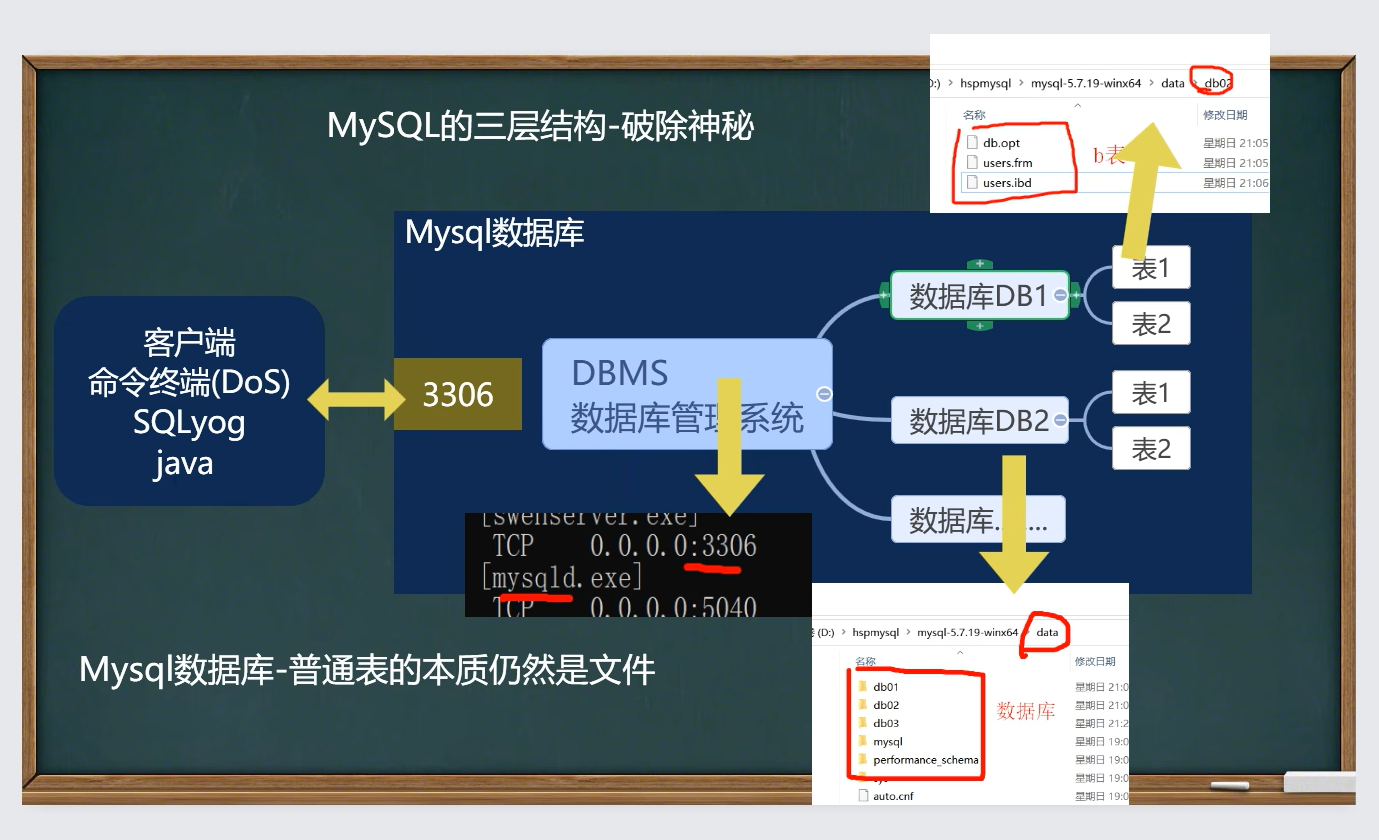 MySQL的三层结构-破除神秘
hspmysql > mysql-5.7.19-winx64 > data > db02
名称 修改日期
db.opt 星期日 21:05
users.frm 星期日 21:05
users.ibd 星期日 21:06
b表
Mysql数据库
客户端
命令终端(DoS)
SQLyog
java
3306
DBMS
数据库管理系统
数据库DB1
表1
表2
数据库DB2
表1
表2
数据库
[swenserver.exe]
TCP 0.0.0.0:3306
[mysqld.exe]
TCP 0.0.0.0:5040
Mysql数据库-普通表的本质仍然是文件
(D:) > hspmysql > mysql-5.7.19-winx64 > data
名称 修改日期
db01 星期日 21:0
db02 星期日 21:0
db03 星期日 21:2
mysql 星期日 19:0
performance_schema 星期日 19:0
星期日 19:0
auto.cnf 星期日 19:0
数据库